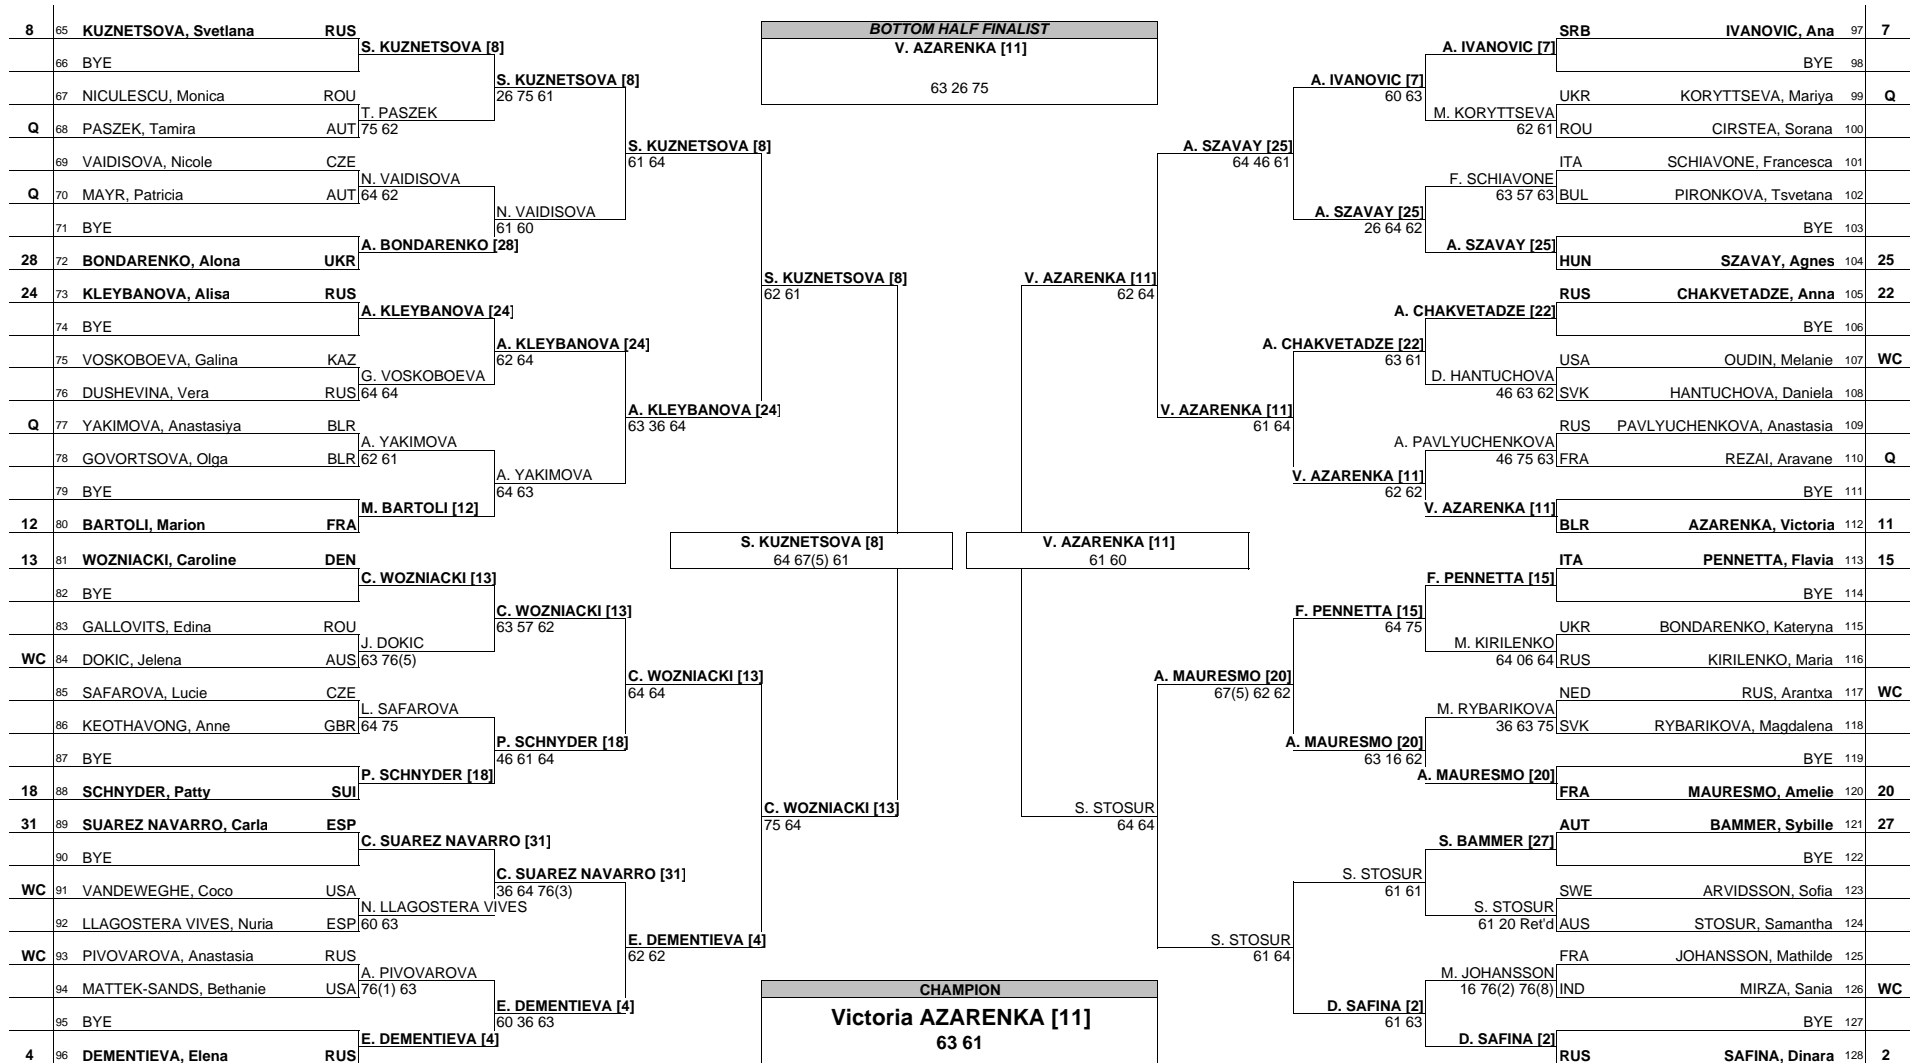 8 65 KUZNETSOVA, Svetlana RUS
66 BYE
67 NICULESCU, Monica ROU
Q 68 PASZEK, Tamira AUT
69 VAIDISOVA, Nicole CZE
Q 70 MAYR, Patricia AUT
71 BYE
28 72 BONDARENKO, Alona UKR
24 73 KLEYBANOVA, Alisa RUS
74 BYE
75 VOSKOBOEVA, Galina KAZ
76 DUSHEVINA, Vera RUS
Q 77 YAKIMOVA, Anastasiya BLR
78 GOVORTSOVA, Olga BLR
79 BYE
12 80 BARTOLI, Marion FRA
13 81 WOZNIACKI, Caroline DEN
82 BYE
83 GALLOVITS, Edina ROU
WC 84 DOKIC, Jelena AUS
85 SAFAROVA, Lucie CZE
86 KEOTHAVONG, Anne GBR
87 BYE
18 88 SCHNYDER, Patty SUI
31 89 SUAREZ NAVARRO, Carla ESP
90 BYE
WC 91 VANDEWEGHE, Coco USA
92 LLAGOSTERA VIVES, Nuria ESP
WC 93 PIVOVAROVA, Anastasia RUS
94 MATTEK-SANDS, Bethanie USA
95 BYE
4 96 DEMENTIEVA, Elena RUS
S. KUZNETSOVA [8]
T. PASZEK
75 62
N. VAIDISOVA
64 62
A. BONDARENKO [28]
A. KLEYBANOVA [24]
G. VOSKOBOEVA
64 64
A. YAKIMOVA
62 61
M. BARTOLI [12]
C. WOZNIACKI [13]
J. DOKIC
63 76(5)
L. SAFAROVA
64 75
P. SCHNYDER [18]
C. SUAREZ NAVARRO [31]
N. LLAGOSTERA VIVES
60 63
A. PIVOVAROVA
76(1) 63
E. DEMENTIEVA [4]
S. KUZNETSOVA [8]
26 75 61
N. VAIDISOVA
61 60
A. KLEYBANOVA [24]
62 64
A. YAKIMOVA
64 63
C. WOZNIACKI [13]
63 57 62
P. SCHNYDER [18]
46 61 64
C. SUAREZ NAVARRO [31]
36 64 76(3)
E. DEMENTIEVA [4]
60 36 63
S. KUZNETSOVA [8]
61 64
A. KLEYBANOVA [24]
63 36 64
C. WOZNIACKI [13]
64 64
E. DEMENTIEVA [4]
62 62
S. KUZNETSOVA [8]
62 61
C. WOZNIACKI [13]
75 64
S. KUZNETSOVA [8]
64 67(5) 61
BOTTOM HALF FINALIST
V. AZARENKA [11]
63 26 75
CHAMPION
Victoria AZARENKA [11]
63 61
V. AZARENKA [11]
61 60
V. AZARENKA [11]
62 64
S. STOSUR
64 64
A. SZAVAY [25]
64 46 61
V. AZARENKA [11]
61 64
A. MAURESMO [20]
67(5) 62 62
S. STOSUR
61 64
A. IVANOVIC [7]
60 63
A. SZAVAY [25]
26 64 62
A. CHAKVETADZE [22]
63 61
V. AZARENKA [11]
62 62
F. PENNETTA [15]
64 75
A. MAURESMO [20]
63 16 62
S. STOSUR
61 61
D. SAFINA [2]
61 63
A. IVANOVIC [7]
M. KORYTTSEVA
62 61
F. SCHIAVONE
63 57 63
A. SZAVAY [25]
A. CHAKVETADZE [22]
D. HANTUCHOVA
46 63 62
A. PAVLYUCHENKOVA
46 75 63
V. AZARENKA [11]
F. PENNETTA [15]
M. KIRILENKO
64 06 64
M. RYBARIKOVA
36 63 75
A. MAURESMO [20]
S. BAMMER [27]
S. STOSUR
61 20 Ret'd
M. JOHANSSON
16 76(2) 76(8)
D. SAFINA [2]
SRB IVANOVIC, Ana 97 7
BYE 98
UKR KORYTTSEVA, Mariya 99 Q
ROU CIRSTEA, Sorana 100
ITA SCHIAVONE, Francesca 101
BUL PIRONKOVA, Tsvetana 102
BYE 103
HUN SZAVAY, Agnes 104 25
RUS CHAKVETADZE, Anna 105 22
BYE 106
USA OUDIN, Melanie 107 WC
SVK HANTUCHOVA, Daniela 108
RUS PAVLYUCHENKOVA, Anastasia 109
FRA REZAI, Aravane 110 Q
BYE 111
BLR AZARENKA, Victoria 112 11
ITA PENNETTA, Flavia 113 15
BYE 114
UKR BONDARENKO, Kateryna 115
RUS KIRILENKO, Maria 116
NED RUS, Arantxa 117 WC
SVK RYBARIKOVA, Magdalena 118
BYE 119
FRA MAURESMO, Amelie 120 20
AUT BAMMER, Sybille 121 27
BYE 122
SWE ARVIDSSON, Sofia 123
AUS STOSUR, Samantha 124
FRA JOHANSSON, Mathilde 125
IND MIRZA, Sania 126 WC
BYE 127
RUS SAFINA, Dinara 128 2